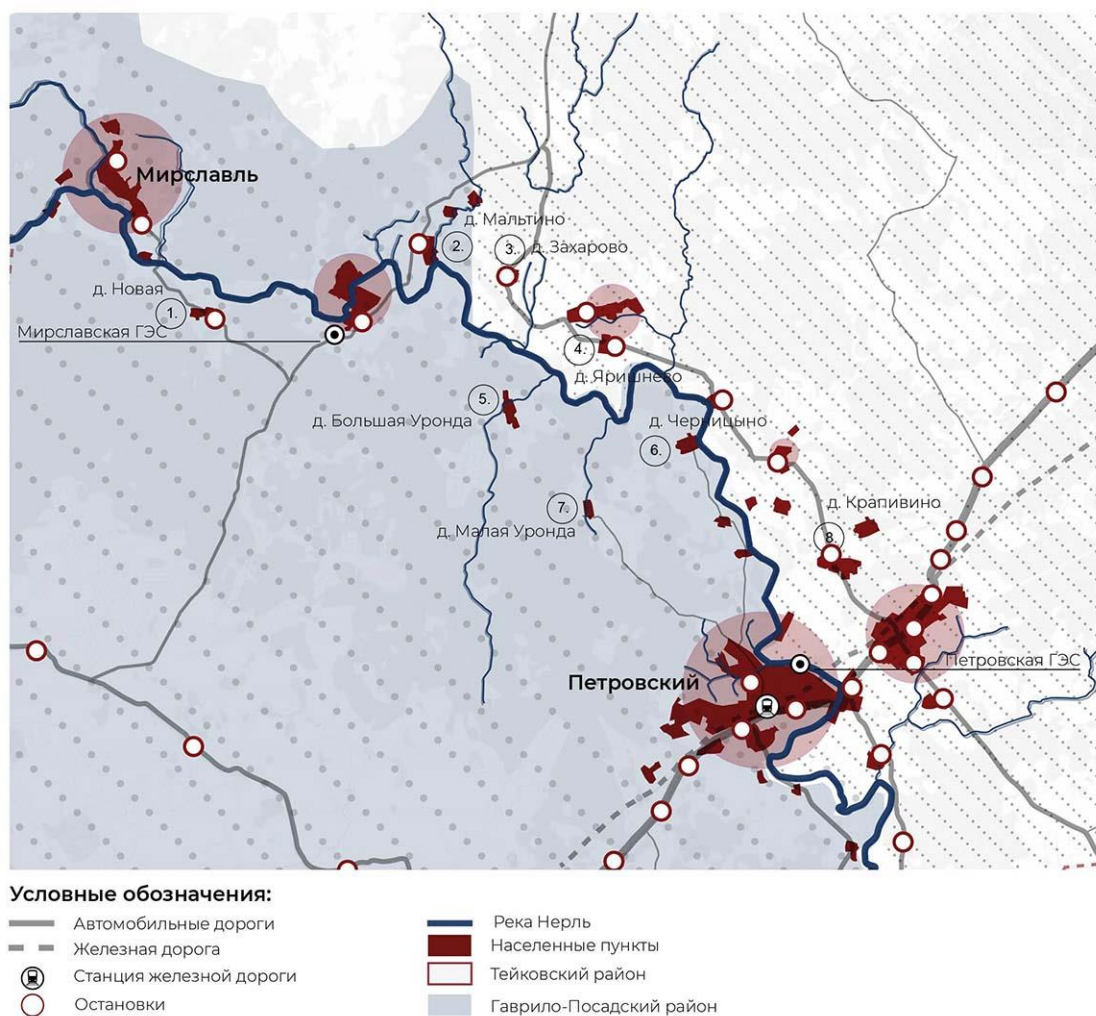 Мирславль
д. Мальтино
2.
3.
д. Захарово
д. Новая
1.
Мирславская ГЭС
4.
д. Яришнево
5.
д. Большая Уронда
д. Черницыно
6.
7.
д. Малая Уронда
д. Крапивино
8.
Петровский
Петровская ГЭС
Условные обозначения:
Автомобильные дороги
Железная дорога
Станция железной дороги
Остановки
Река Нерль
Населенные пункты
Тейковский район
Гаврило-Посадский район